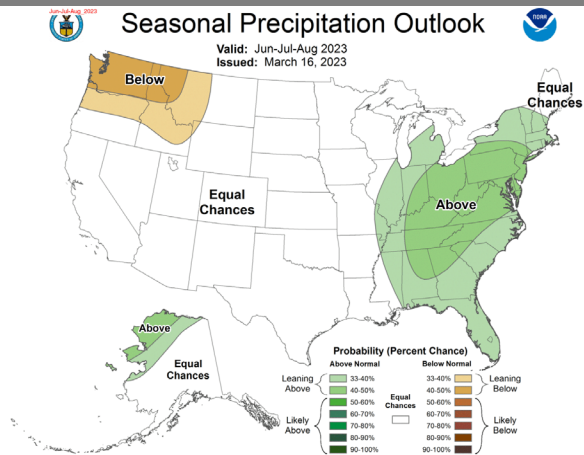 Jun-Jul-Aug 2023
Seasonal Precipitation Outlook
NOAA
Valid: Jun-Jul-Aug 2023
Issued: March 16, 2023
Below
Equal
Chances
Equal
Chances
Above
Above
Equal
Chances
Probability (Percent Chance)
Above Normal
Below Normal
Leaning
Above
33-40%
40-50%
50-60%
60-70%
70-80%
80-90%
90-100%
Likely
Above
Equal
Chances
33-40%
40-50%
50-60%
60-70%
70-80%
80-90%
90-100%
Leaning
Below
Likely
Below